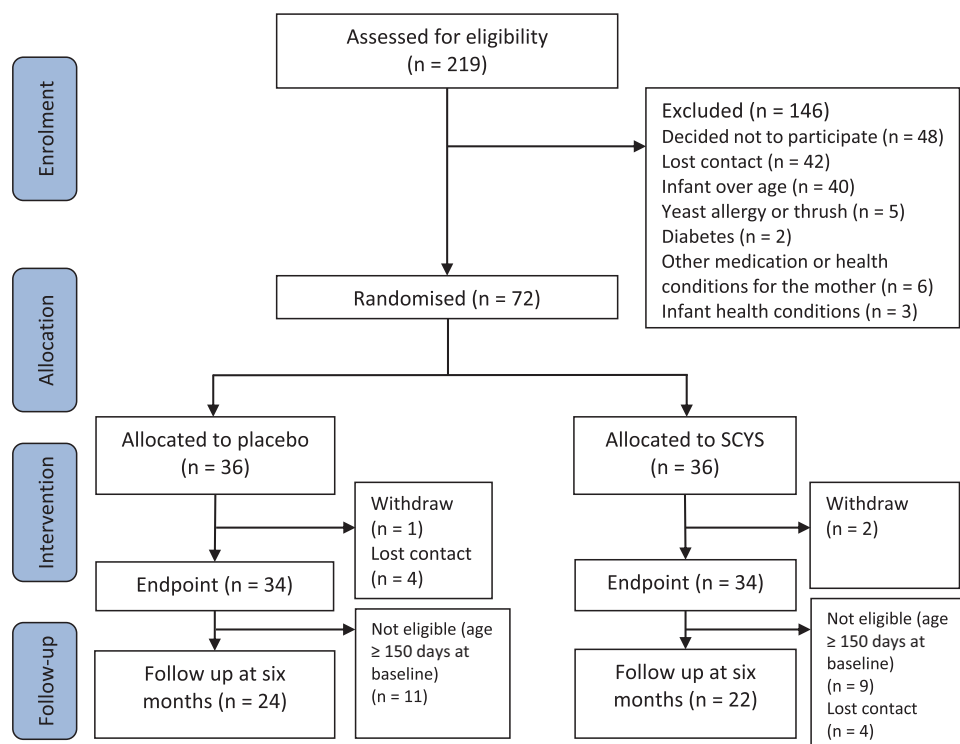 Enrolment
Assessed for eligibility
(n = 219)
Excluded (n = 146)
Decided not to participate (n = 48)
Lost contact (n = 42)
Infant over age (n = 40)
Yeast allergy or thrush (n = 5)
Diabetes (n = 2)
Other medication or health
conditions for the mother (n = 6)
Infant health conditions (n = 3)
Allocation
Randomised (n = 72)
Allocated to placebo
(n = 36)
Allocated to SCYS
(n = 36)
Intervention
Withdraw
(n = 1)
Lost contact
(n = 4)
Withdraw
(n = 2)
Endpoint (n = 34)
Endpoint (n = 34)
Follow-up
Not eligible (age
≥ 150 days at
baseline)
(n = 11)
Not eligible (age
≥ 150 days at
baseline)
(n = 9)
Lost contact
(n = 4)
Follow up at six
months (n = 24)
Follow up at six
months (n = 22)